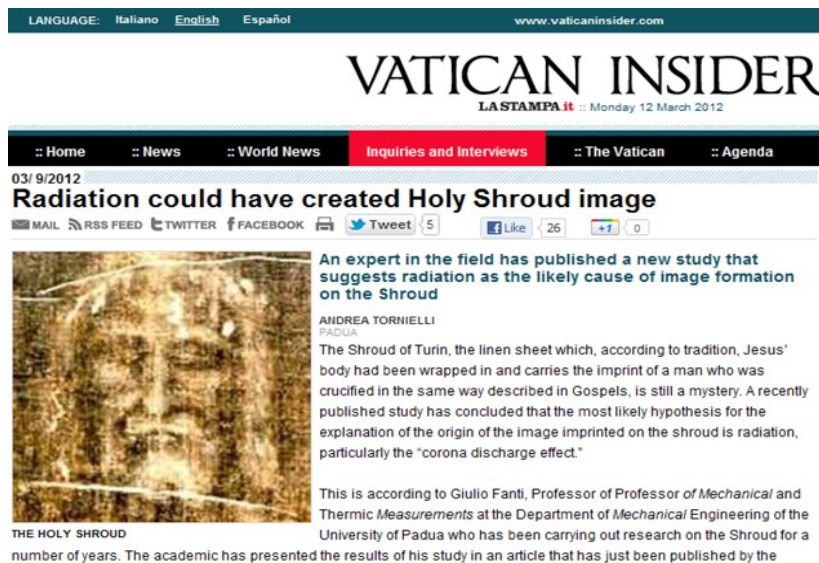 LANGUAGE: Italiano English Español www.vaticaninsider.com
VATICAN INSIDER
LA STAMPA.it :: Monday 12 March 2012
:: Home :: News :: World News Inquiries and Interviews :: The Vatican :: Agenda
03/ 9/2012
Radiation could have created Holy Shroud image
MAIL RSS FEED TWITTER FACEBOOK Tweet 5 Like 26 +1 0
An expert in the field has published a new study that
suggests radiation as the likely cause of image formation
on the Shroud
ANDREA TORNIELLI
PADUA
The Shroud of Turin, the linen sheet which, according to tradition, Jesus'
body had been wrapped in and carries the imprint of a man who was
crucified in the same way described in Gospels, is still a mystery. A recently
published study has concluded that the most likely hypothesis for the
explanation of the origin of the image imprinted on the shroud is radiation,
particularly the “corona discharge effect.”
This is according to Giulio Fanti, Professor of Professor of Mechanical and
Thermic Measurements at the Department of Mechanical Engineering of the
THE HOLY SHROUD
University of Padua who has been carrying out research on the Shroud for a
number of years. The academic has presented the results of his study in an article that has just been published by the